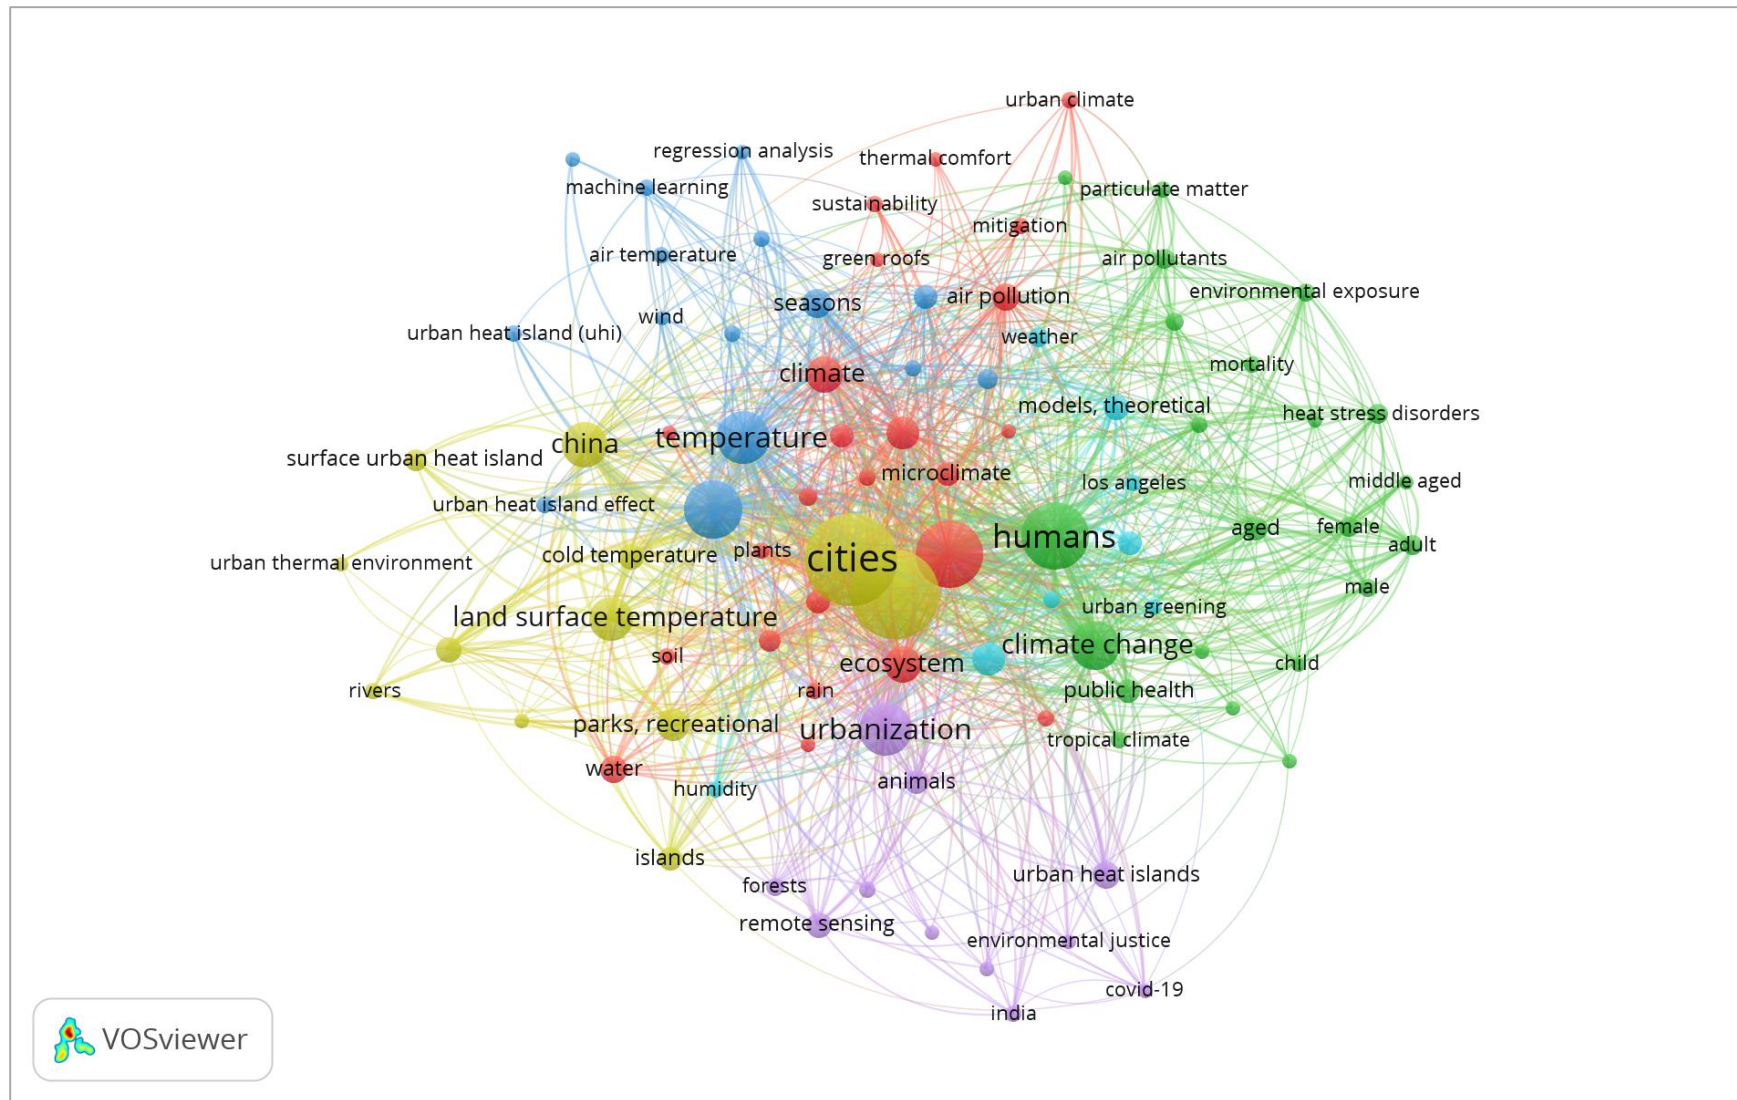 urban climate
regression analysis
thermal comfort
machine learning
particulate matter
sustainability
mitigation
air temperature
green roofs
air pollutants
seasons
air pollution
environmental exposure
wind
urban heat island (uhi)
weather
mortality
climate
models, theoretical
heat stress disorders
china
temperature
surface urban heat island
microclimate
los angeles
middle aged
urban heat island effect
humans
aged
female
adult
cities
plants
cold temperature
urban thermal environment
male
urban greening
land surface temperature
climate change
soil
ecosystem
child
rivers
rain
public health
parks, recreational
urbanization
tropical climate
water
humidity
animals
islands
urban heat islands
forests
remote sensing
environmental justice
covid-19
india
VOSviewer